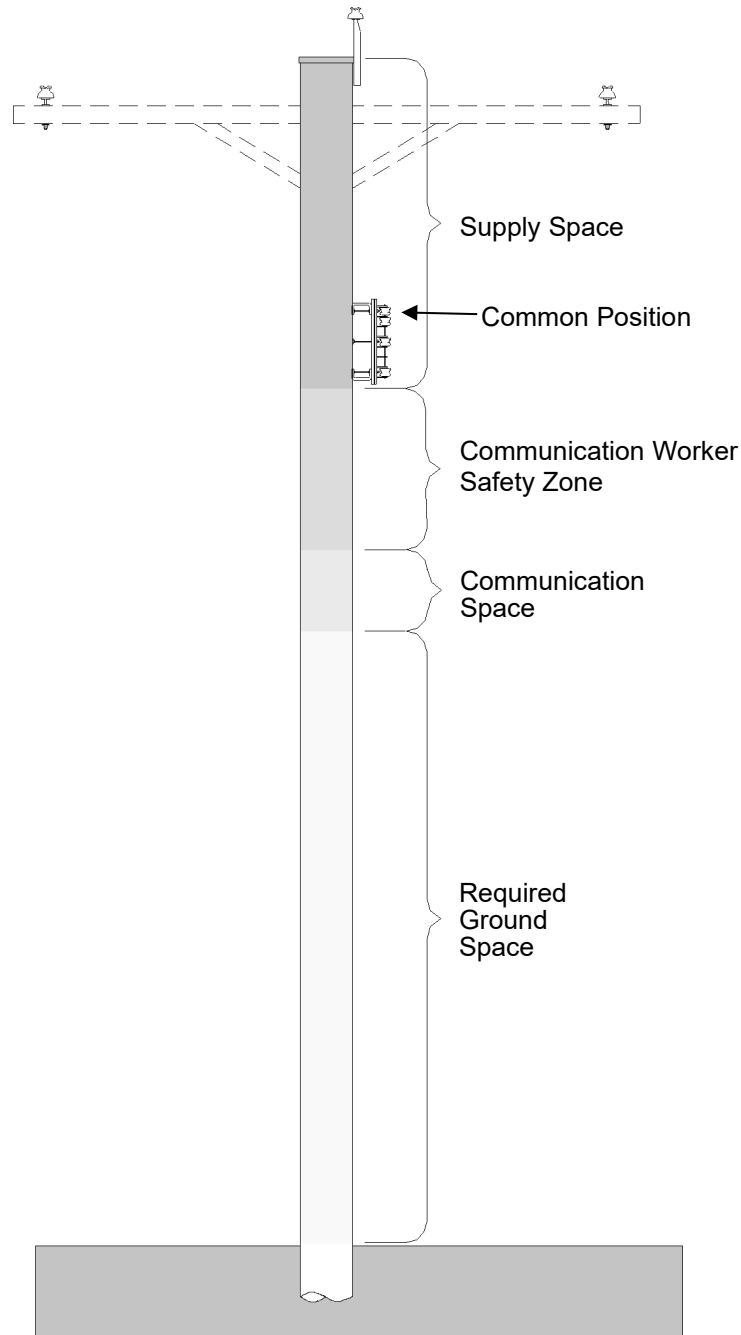 Supply Space
Common Position
Communication Worker
Safety Zone
Communication
Space
Required
Ground
Space